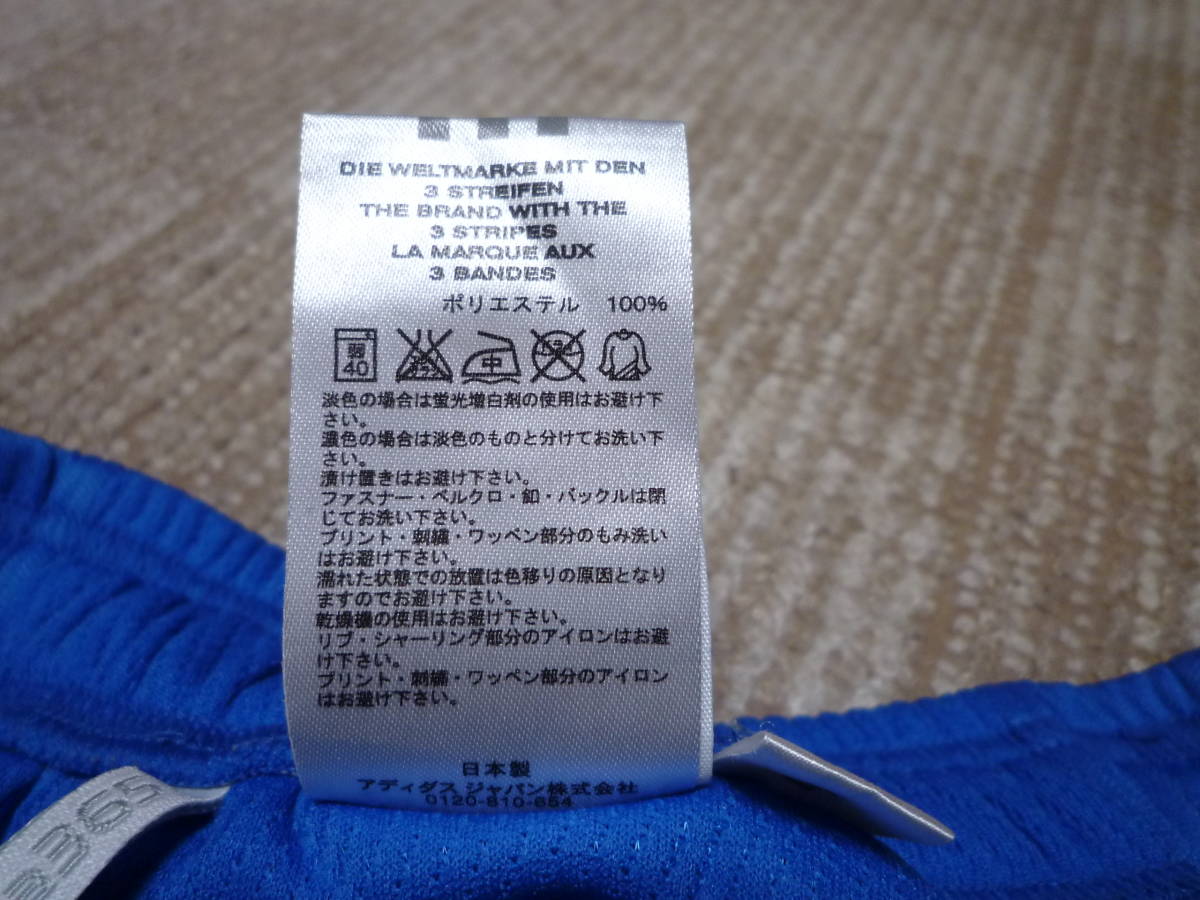 DIE WELTMARKE MIT DEN
3 STREIFEN
THE BRAND WITH THE
3 STRIPES
LA MARQUE AUX
3 BANDES
ポリエステル 100%
弱
40
中
淡色の場合は蛍光増白剤の使用はお避け下
さい。
濃色の場合は淡色のものと分けてお洗い下
さい。
漬け置きはお避け下さい。
ファスナー・ベルクロ・釦・バックルは閉
じてお洗い下さい。
プリント・刺繍・ワッペン部分のもみ洗い
はお避け下さい。
濡れた状態での放置は色移りの原因となり
ますのでお避け下さい。
乾燥機の使用はお避け下さい。
リブ・シャーリング部分のアイロンはお避
け下さい。
プリント・刺繍・ワッペン部分のアイロン
はお避け下さい。
日本製
アディダス ジャパン株式会社
0120-810-654